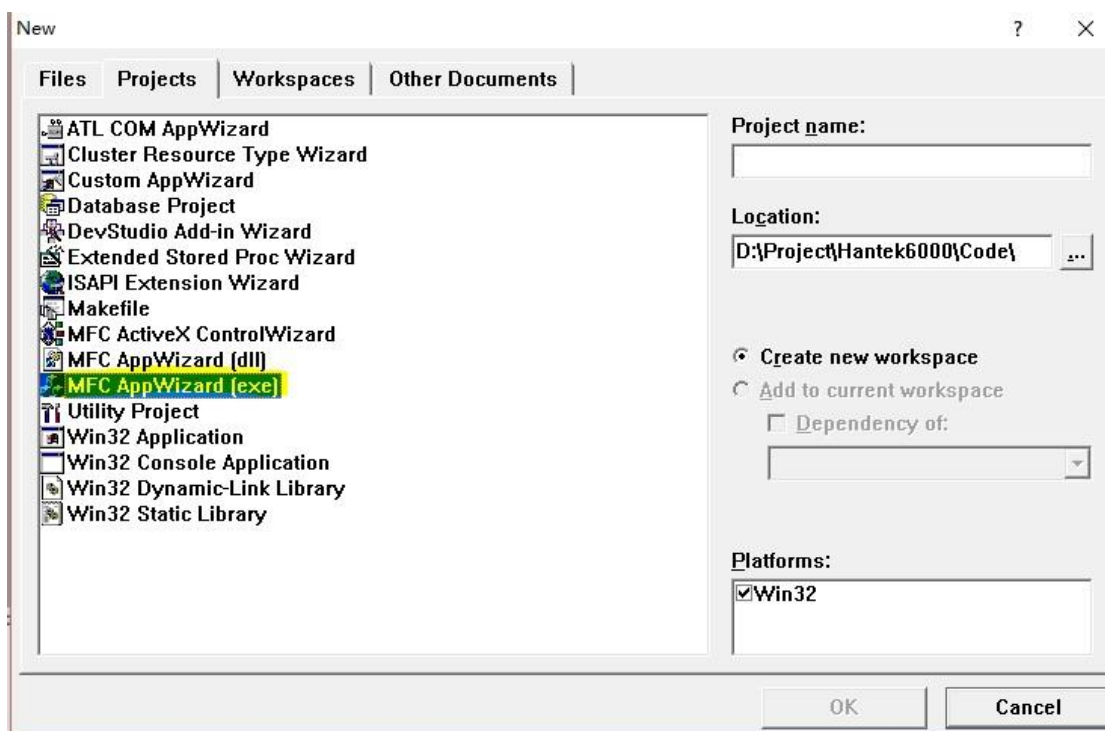 New
Files Projects Workspaces Other Documents
ATL COM AppWizard
Cluster Resource Type Wizard
Custom AppWizard
Database Project
DevStudio Add-in Wizard
Extended Stored Proc Wizard
ISAPI Extension Wizard
Makefile
MFC ActiveX ControlWizard
MFC AppWizard (dll)
MFC AppWizard (exe)
Utility Project
Win32 Application
Win32 Console Application
Win32 Dynamic-Link Library
Win32 Static Library
Project name:
Location:
D:\Project\Hantek6000\Code\
...
Create new workspace
Add to current workspace
Dependency of:
Platforms:
Win32
OK Cancel